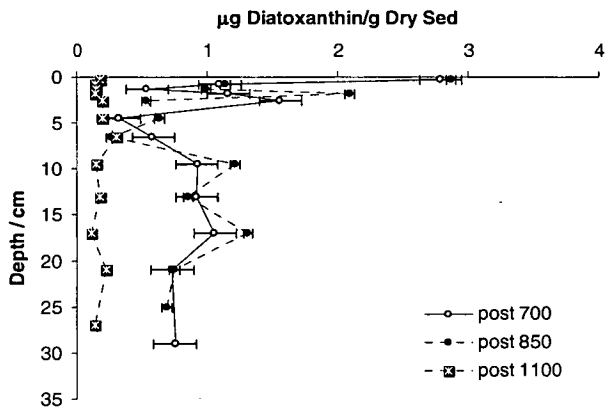 µg Diatoxanthin/g Dry Sed
0 1 2 3 4
0
5
10
15
20
25
30
35
Depth / cm
post 700
post 850
post 1100